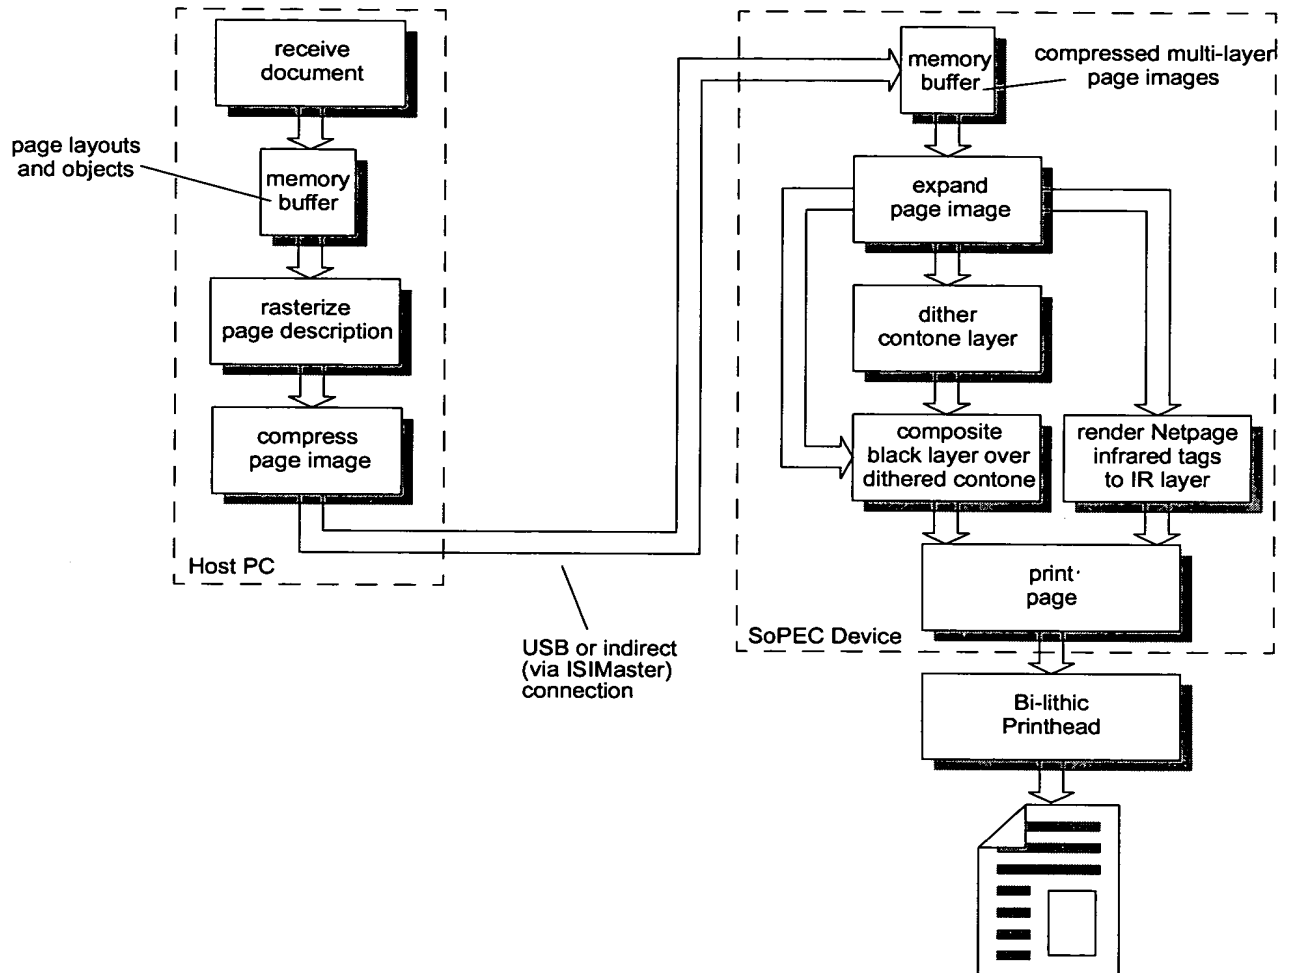 receive
document
page layouts
and objects
memory
buffer
rasterize
page description
compress
page image
Host PC
USB or indirect
(via ISIMaster)
connection
memory
buffer
compressed multi-layer
page images
expand
page image
dither
contone layer
composite
black layer over
dithered contone
render Netpage
infrared tags
to IR layer
print
page
SoPEC Device
Bi-lithic
Printhead